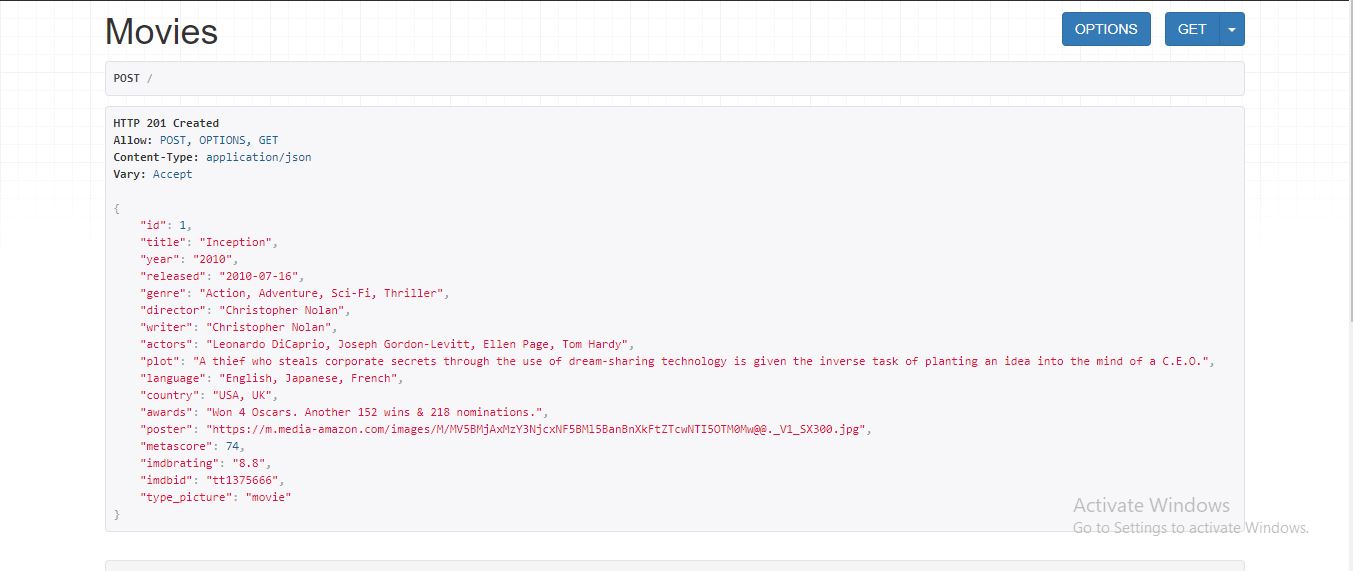 Movies
OPTIONS GET
POST /
HTTP 201 Created
Allow: POST, OPTIONS, GET
Content-Type: application/json
Vary: Accept
{
"id": 1,
"title": "Inception",
"year": "2010",
"released": "2010-07-16",
"genre": "Action, Adventure, Sci-Fi, Thriller",
"director": "Christopher Nolan",
"writer": "Christopher Nolan",
"actors": "Leonardo DiCaprio, Joseph Gordon-Levitt, Ellen Page, Tom Hardy",
"plot": "A thief who steals corporate secrets through the use of dream-sharing technology is given the inverse task of planting an idea into the mind of a C.E.O.",
"language": "English, Japanese, French",
"country": "USA, UK",
"awards": "Won 4 Oscars. Another 152 wins & 218 nominations.",
"poster": "https://m.media-amazon.com/images/M/MV5BMjAxMzY3NjcxNF5BMl5BanBnXkFtZTcwNTI5OTM0Mw@@._V1_SX300.jpg",
"metascore": 74,
"imdbrating": "8.8",
"imdbid": "tt1375666",
"type_picture": "movie"
}
Activate Windows
Go to Settings to activate Windows.